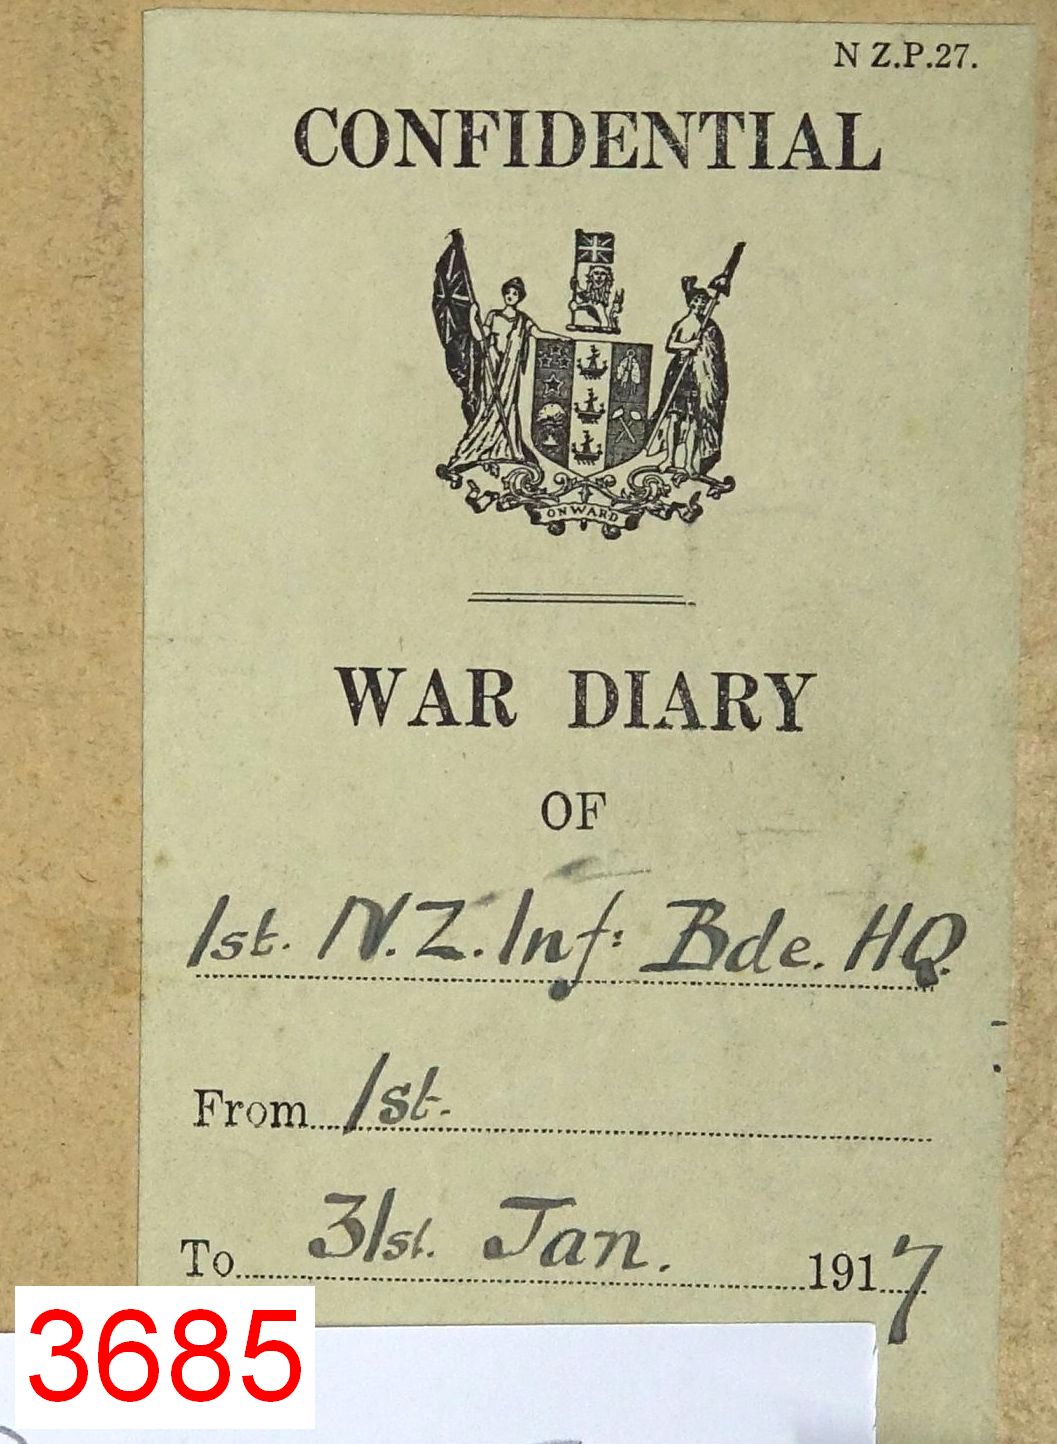 N Z.P.27.
CONFIDENTIAL
ONWARD
WAR DIARY
OF
1st. N.Z. Inf: Bde. HQ.
From 1st.
To 31st. Jan. 1917
3685